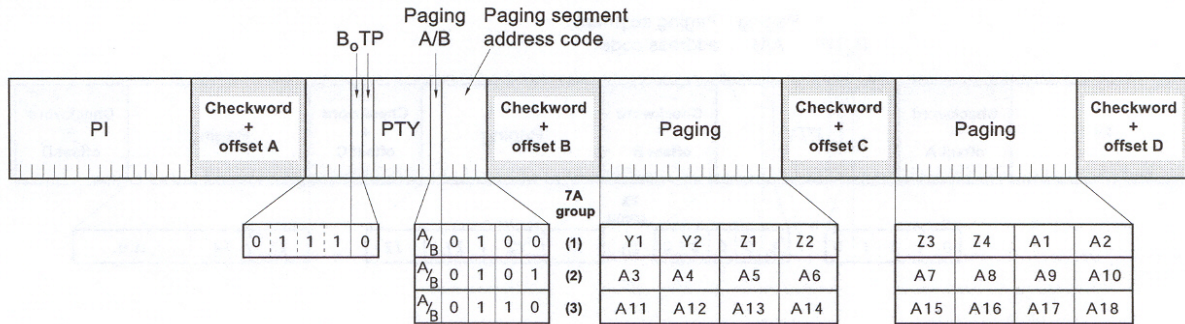 Paging Paging segment
BₒTP A/B address code
PI
Checkword + offset A
PTY
Checkword + offset B
Paging
Checkword + offset C
Paging
Checkword + offset D
7A group
0 1 1 1 0 A/B 0 1 0 0 (1) Y1 Y2 Z1 Z2 Z3 Z4 A1 A2
A/B 0 1 0 1 (2) A3 A4 A5 A6 A7 A8 A9 A10
A/B 0 1 1 0 (3) A11 A12 A13 A14 A15 A16 A17 A18